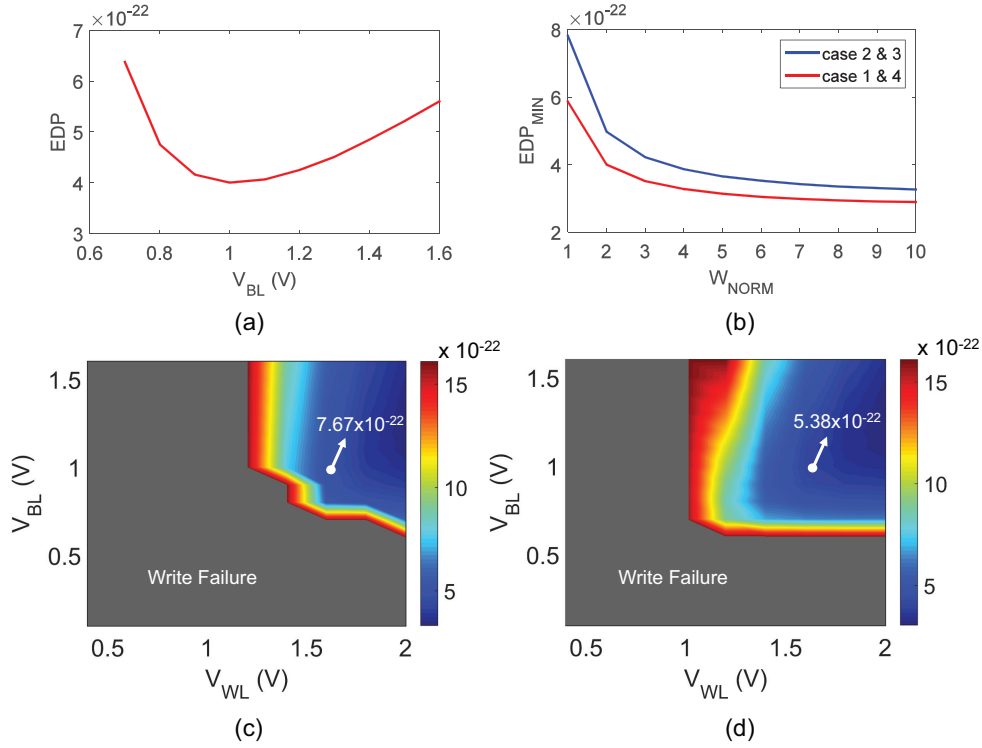 ×10-22
7
6
5
4
3
EDP
0.6 0.8 1 1.2 1.4 1.6
V_BL (V)
(a)
×10-22
8
6
4
2
EDP_MIN
case 2 & 3
case 1 & 4
1 2 3 4 5 6 7 8 9 10
W_NORM
(b)
x 10-22
1.5
1
0.5
V_BL (V)
7.67x10-22
Write Failure
15
10
5
0.5 1 1.5 2
V_WL (V)
(c)
x 10-22
1.5
1
0.5
V_BL (V)
5.38x10-22
Write Failure
15
10
5
0.5 1 1.5 2
V_WL (V)
(d)